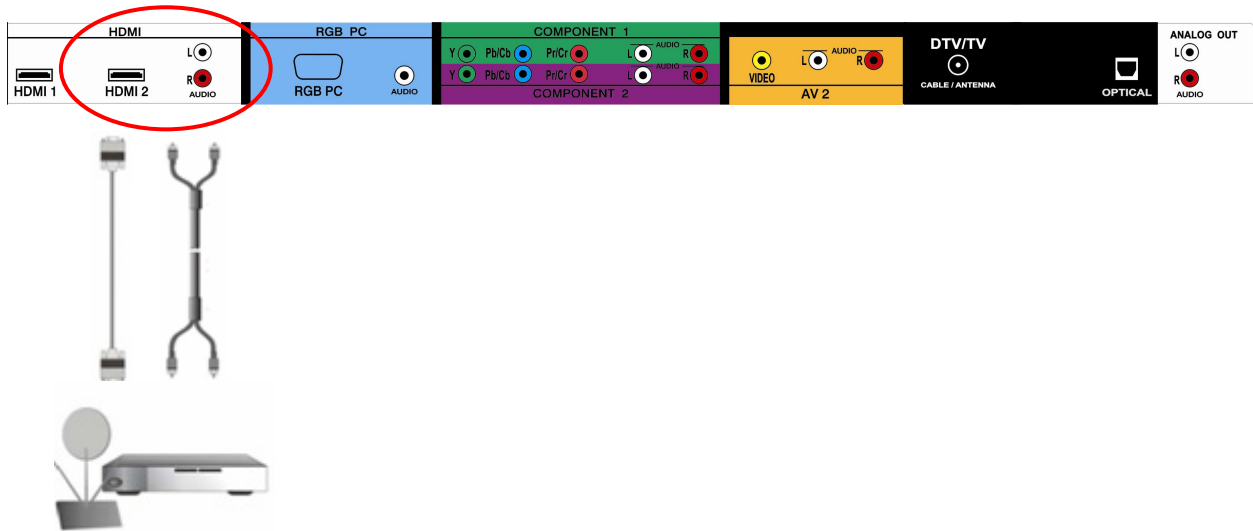 HDMI
HDMI 1
HDMI 2
L
R
AUDIO
RGB PC
RGB PC
AUDIO
COMPONENT 1
Y Pb/Cb Pr/Cr L AUDIO R
Y Pb/Cb Pr/Cr L AUDIO R
COMPONENT 2
VIDEO
L AUDIO R
AV 2
DTV/TV
CABLE / ANTENNA
OPTICAL
ANALOG OUT
L
R
AUDIO